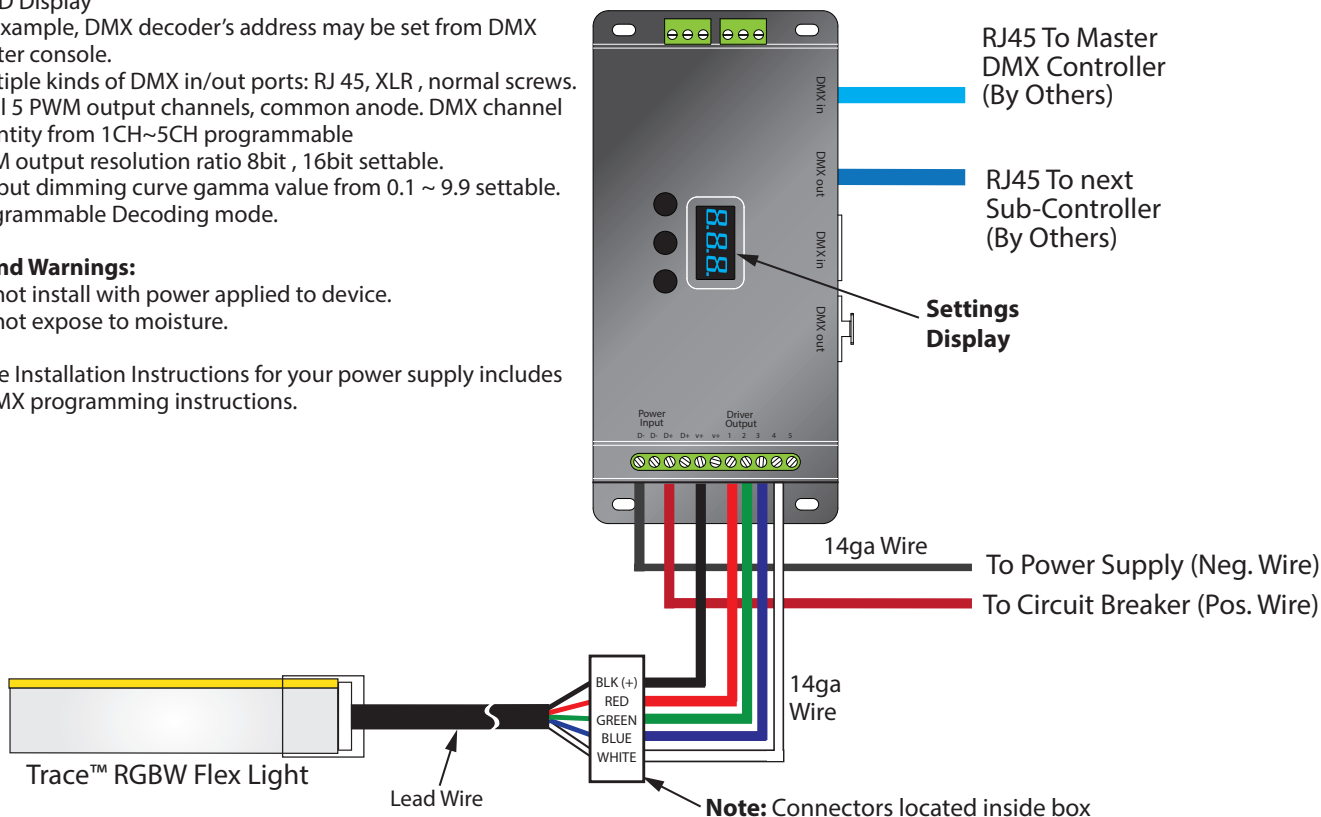 D Display
xample, DMX decoder’s address may be set from DMX
ter console.
tiple kinds of DMX in/out ports: RJ 45, XLR , normal screws.
l 5 PWM output channels, common anode. DMX channel
ntity from 1CH~5CH programmable
M output resolution ratio 8bit , 16bit settable.
put dimming curve gamma value from 0.1 ~ 9.9 settable.
grammable Decoding mode.
nd Warnings:
not install with power applied to device.
not expose to moisture.
e Installation Instructions for your power supply includes
MX programming instructions.
DMX in
DMX out
DMX in
DMX out
8.8.8.
RJ45 To Master
DMX Controller
(By Others)
RJ45 To next
Sub-Controller
(By Others)
Settings
Display
Power
Input
Driver
Output
D- D- D+ D+ v+ v+ 1 2 3 4 5
14ga Wire
To Power Supply (Neg. Wire)
To Circuit Breaker (Pos. Wire)
BLK (+)
RED
GREEN
BLUE
WHITE
14ga
Wire
Trace™ RGBW Flex Light
Lead Wire
Note: Connectors located inside box